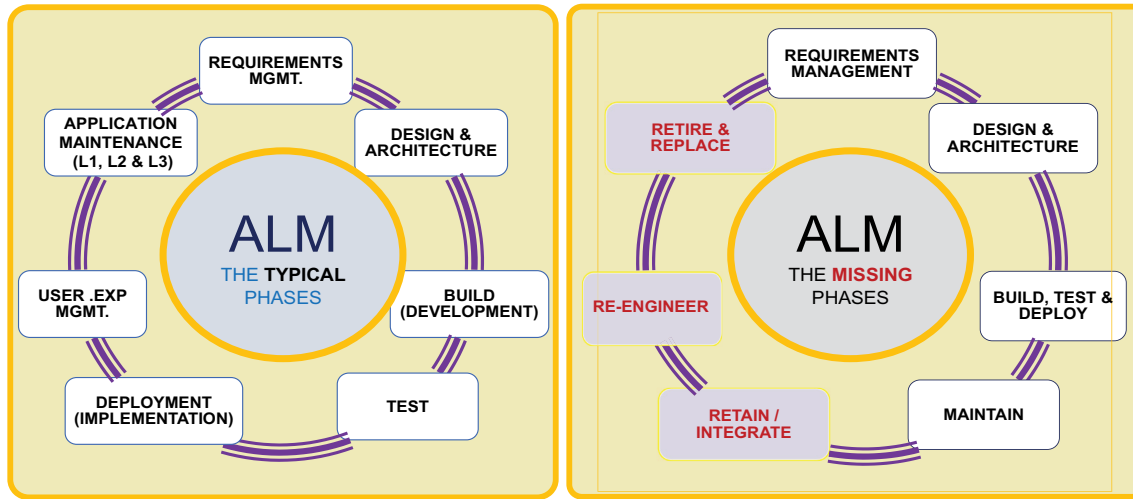 REQUIREMENTS
MGMT.
DESIGN &
ARCHITECTURE
BUILD
(DEVELOPMENT)
TEST
DEPLOYMENT
(IMPLEMENTATION)
USER .EXP
MGMT.
APPLICATION
MAINTENANCE
(L1, L2 & L3)
ALM
THE TYPICAL
PHASES
REQUIREMENTS
MANAGEMENT
DESIGN &
ARCHITECTURE
BUILD, TEST &
DEPLOY
MAINTAIN
RETAIN /
INTEGRATE
RE-ENGINEER
RETIRE &
REPLACE
ALM
THE MISSING
PHASES